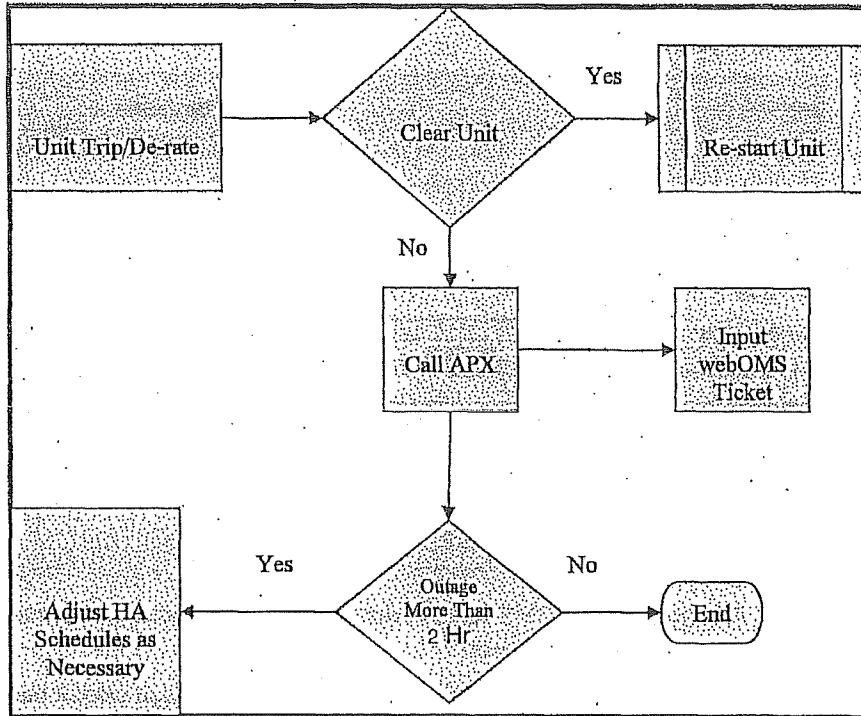 Unit Trip/De-rate
Clear Unit
Yes
Re-start Unit
No
Call APX
Input
webOMS
Ticket
Yes
Outage
More Than
2 Hr
No
End
Adjust HA
Schedules as
Necessary